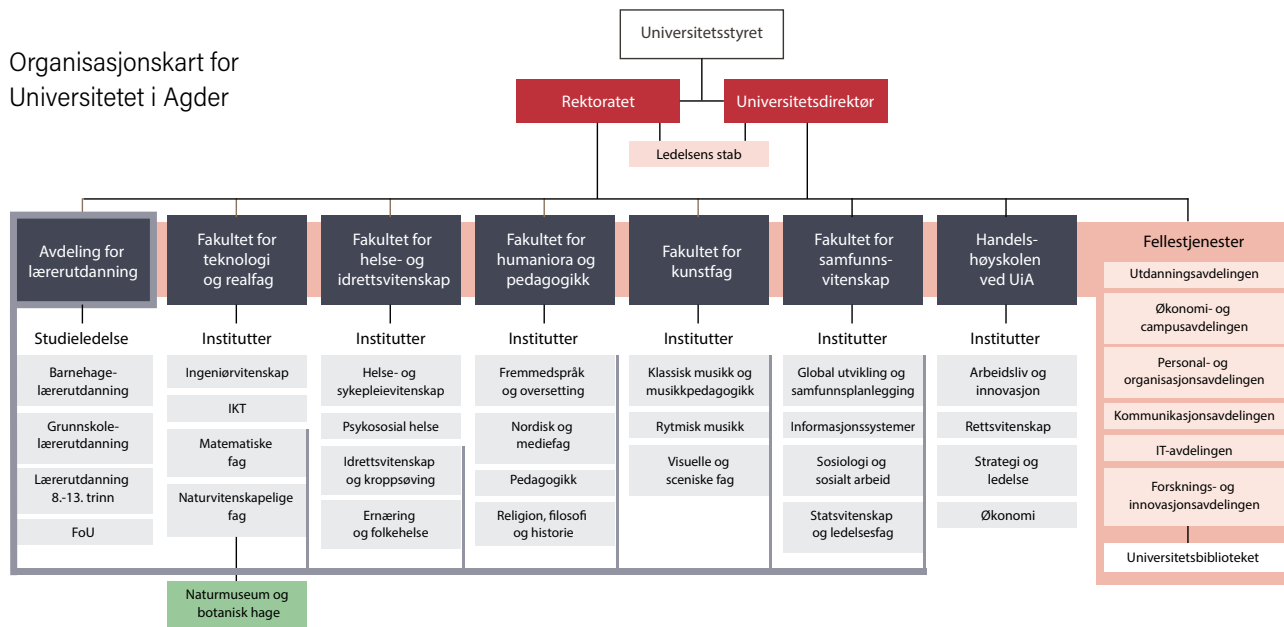 Organisasjonskart for
Universitetet i Agder
Universitetsstyret
Rektoratet
Universitetsdirektør
Ledelsens stab
Avdeling for
lærerutdanning
Studieledelse
Barnehage-
lærerutdanning
Grunnskole-
lærerutdanning
Lærerutdanning
8.-13. trinn
FoU
Fakultet for
teknologi
og realfag
Institutter
Ingeniørvitenskap
IKT
Matematiske
fag
Naturvitenskapelige
fag
Naturmuseum og
botanisk hage
Fakultet for
helse- og
idrettsvitenskap
Institutter
Helse- og
sykepleievitenskap
Psykososial helse
Idrettsvitenskap
og kroppsøving
Ernæring
og folkehelse
Fakultet for
humaniora og
pedagogikk
Institutter
Fremmedspråk
og oversetting
Nordisk og
mediefag
Pedagogikk
Religion, filosofi
og historie
Fakultet for
kunstfag
Institutter
Klassisk musikk og
musikkpedagogikk
Rytmisk musikk
Visuelle og
sceniske fag
Fakultet for
samfunns-
vitenskap
Institutter
Global utvikling og
samfunnsplanlegging
Informasjonssystemer
Sosiologi og
sosialt arbeid
Statsvitenskap
og ledelsesfag
Handels-
høyskolen
ved UiA
Institutter
Arbeidsliv og
innovasjon
Rettsvitenskap
Strategi og
ledelse
Økonomi
Fellestjenester
Utdanningsavdelingen
Økonomi- og
campusavdelingen
Personal- og
organisasjonsavdelingen
Kommunikasjonsavdelingen
IT-avdelingen
Forsknings- og
innovasjonsavdelingen
Universitetsbiblioteket